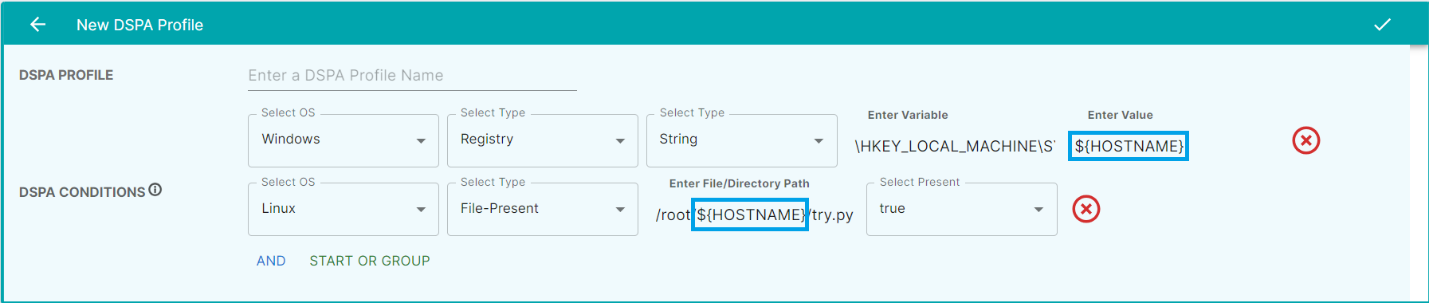 New DSPA Profile
DSPA PROFILE
Enter a DSPA Profile Name
Select OS
Windows
Select Type
Registry
Select Type
String
Enter Variable
\HKEY_LOCAL_MACHINE\S
Enter Value
${HOSTNAME}
DSPA CONDITIONS
Select OS
Linux
Select Type
File-Present
Enter File/Directory Path
/root/${HOSTNAME}/try.py
Select Present
true
AND
START OR GROUP